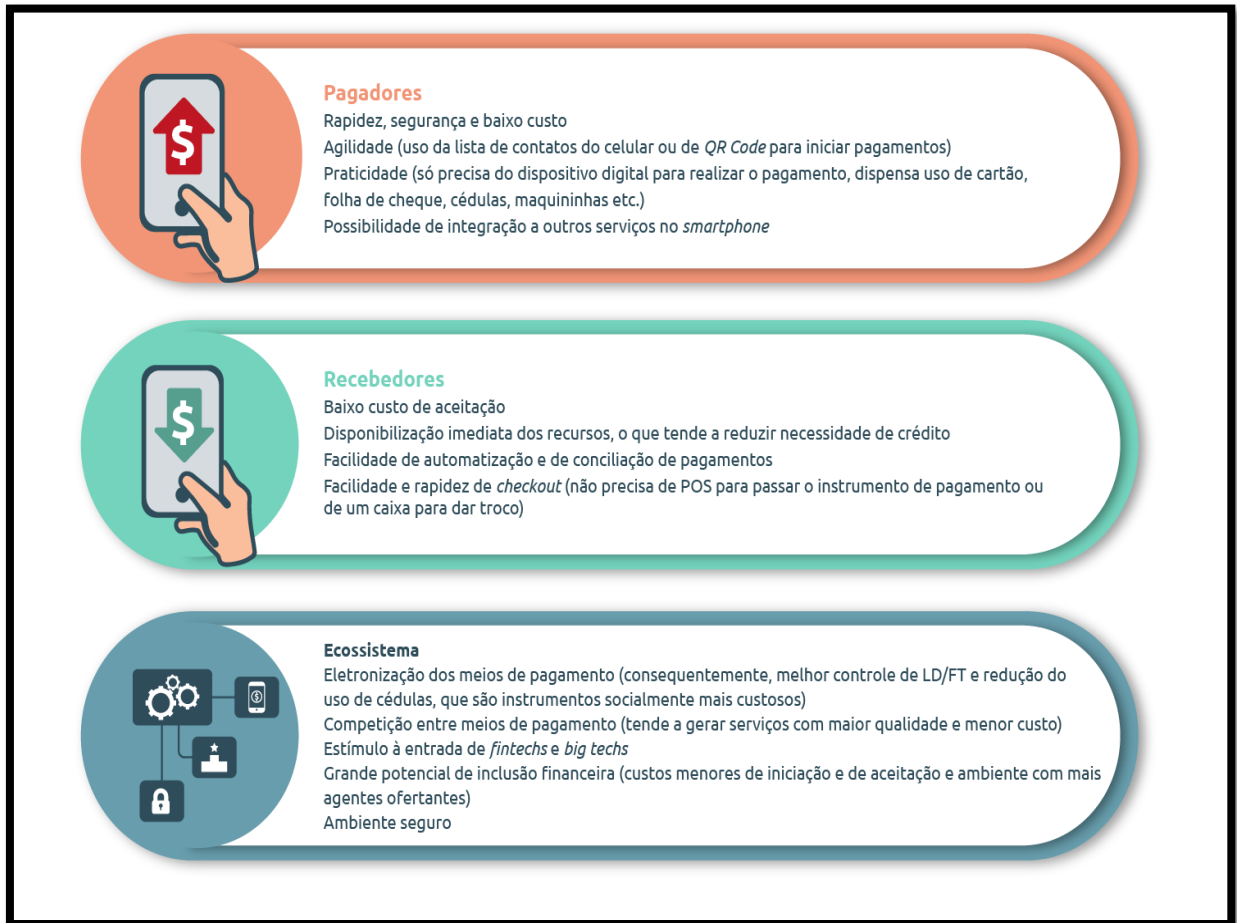 Pagadores
Rapidez, segurança e baixo custo
Agilidade (uso da lista de contatos do celular ou de QR Code para iniciar pagamentos)
Praticidade (só precisa do dispositivo digital para realizar o pagamento, dispensa uso de cartão,
folha de cheque, cédulas, maquininhas etc.)
Possibilidade de integração a outros serviços no smartphone
$
Recebedores
Baixo custo de aceitação
Disponibilização imediata dos recursos, o que tende a reduzir necessidade de crédito
Facilidade de automatização e de conciliação de pagamentos
Facilidade e rapidez de checkout (não precisa de POS para passar o instrumento de pagamento ou
de um caixa para dar troco)
$
Ecossistema
Eletronização dos meios de pagamento (consequentemente, melhor controle de LD/FT e redução do
uso de cédulas, que são instrumentos socialmente mais custosos)
Competição entre meios de pagamento (tende a gerar serviços com maior qualidade e menor custo)
Estímulo à entrada de fintechs e big techs
Grande potencial de inclusão financeira (custos menores de iniciação e de aceitação e ambiente com mais
agentes ofertantes)
Ambiente seguro
$